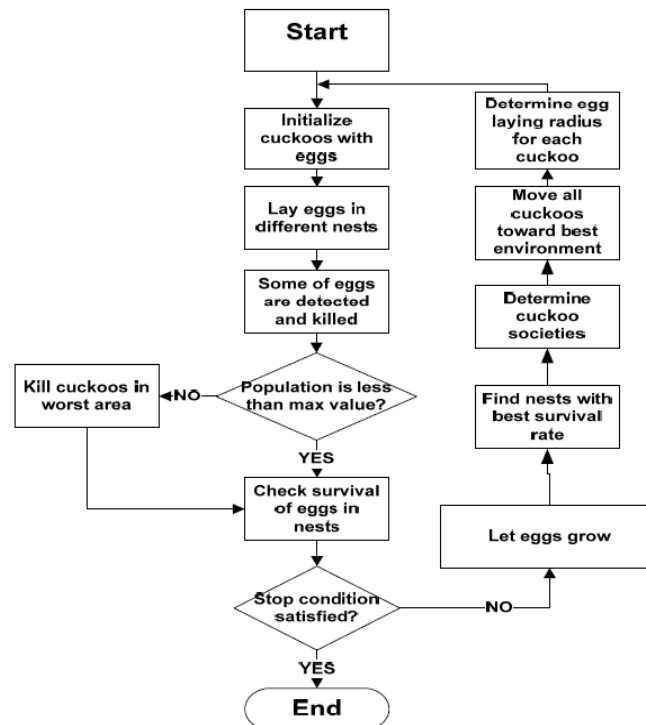 Start
Initialize
cuckoos with
eggs
Lay eggs in
different nests
Some of eggs
are detected
and killed
Population is less
than max value?
NO
Kill cuckoos in
worst area
YES
Check survival
of eggs in
nests
Stop condition
satisfied?
NO
YES
End
Let eggs grow
Find nests with
best survival
rate
Determine
cuckoo
societies
Move all
cuckoos
toward best
environment
Determine egg
laying radius
for each
cuckoo